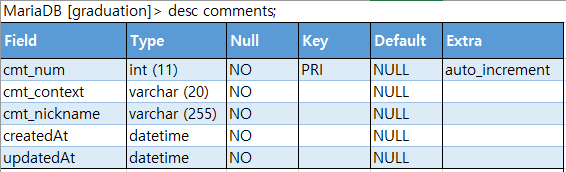 MariaDB [graduation]> desc comments;
Field Type Null Key Default Extra
cmt_num int (11) NO PRI NULL auto_increment
cmt_context varchar (20) NO NULL
cmt_nickname varchar (255) NO NULL
createdAt datetime NO NULL
updatedAt datetime NO NULL